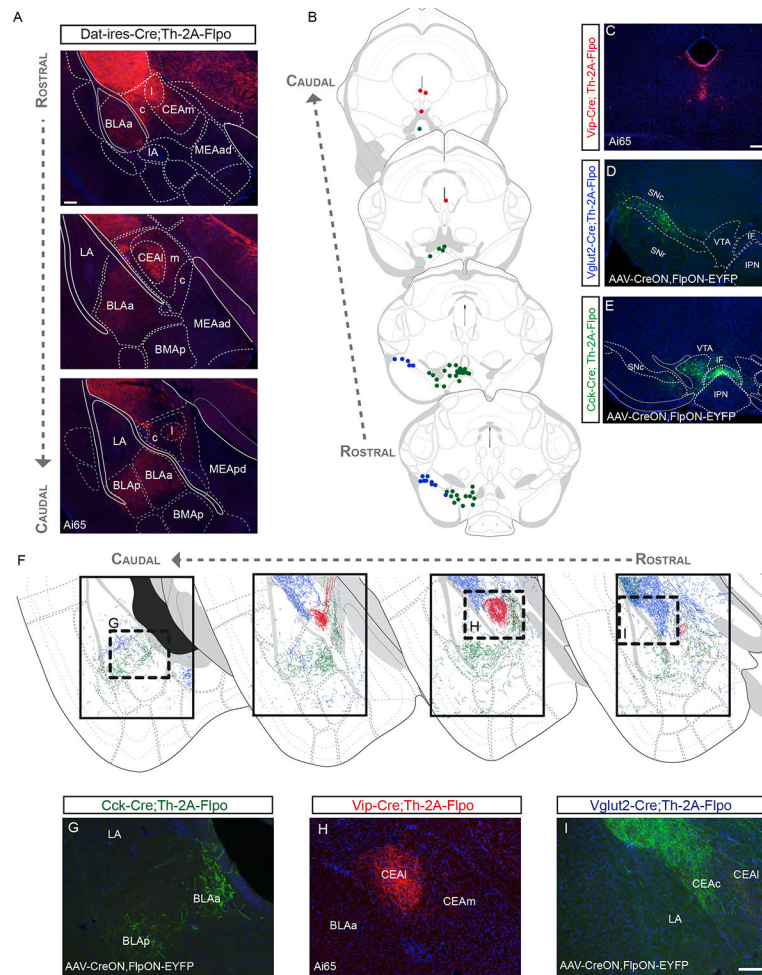 A
Dat-ires-Cre;Th-2A-Flpo
ROSTRAL
CAUDAL
l
c
CEAm
BLAa
IA
MEAad
LA
CEAl
m
c
BLAa
MEAad
BMAp
LA
c
l
MEApd
BLAa
BLAp
BMAp
Ai65
B
CAUDAL
ROSTRAL
C
Vip-Cre; Th-2A-Flpo
Ai65
D
Vglut2-Cre;Th-2A-Flpo
SNc
SNr
VTA
IF
IPN
AAV-CreON,FlpON-EYFP
E
Cck-Cre; Th-2A-Flpo
VTA
IF
SNc
IPN
AAV-CreON,FlpON-EYFP
F
CAUDAL
ROSTRAL
G
H
I
Cck-Cre;Th-2A-Flpo
Vip-Cre;Th-2A-Flpo
Vglut2-Cre;Th-2A-Flpo
G
LA
BLAa
BLAp
AAV-CreON,FlpON-EYFP
H
CEAl
CEAm
BLAa
Ai65
I
CEAl
CEAc
LA
AAV-CreON,FlpON-EYFP